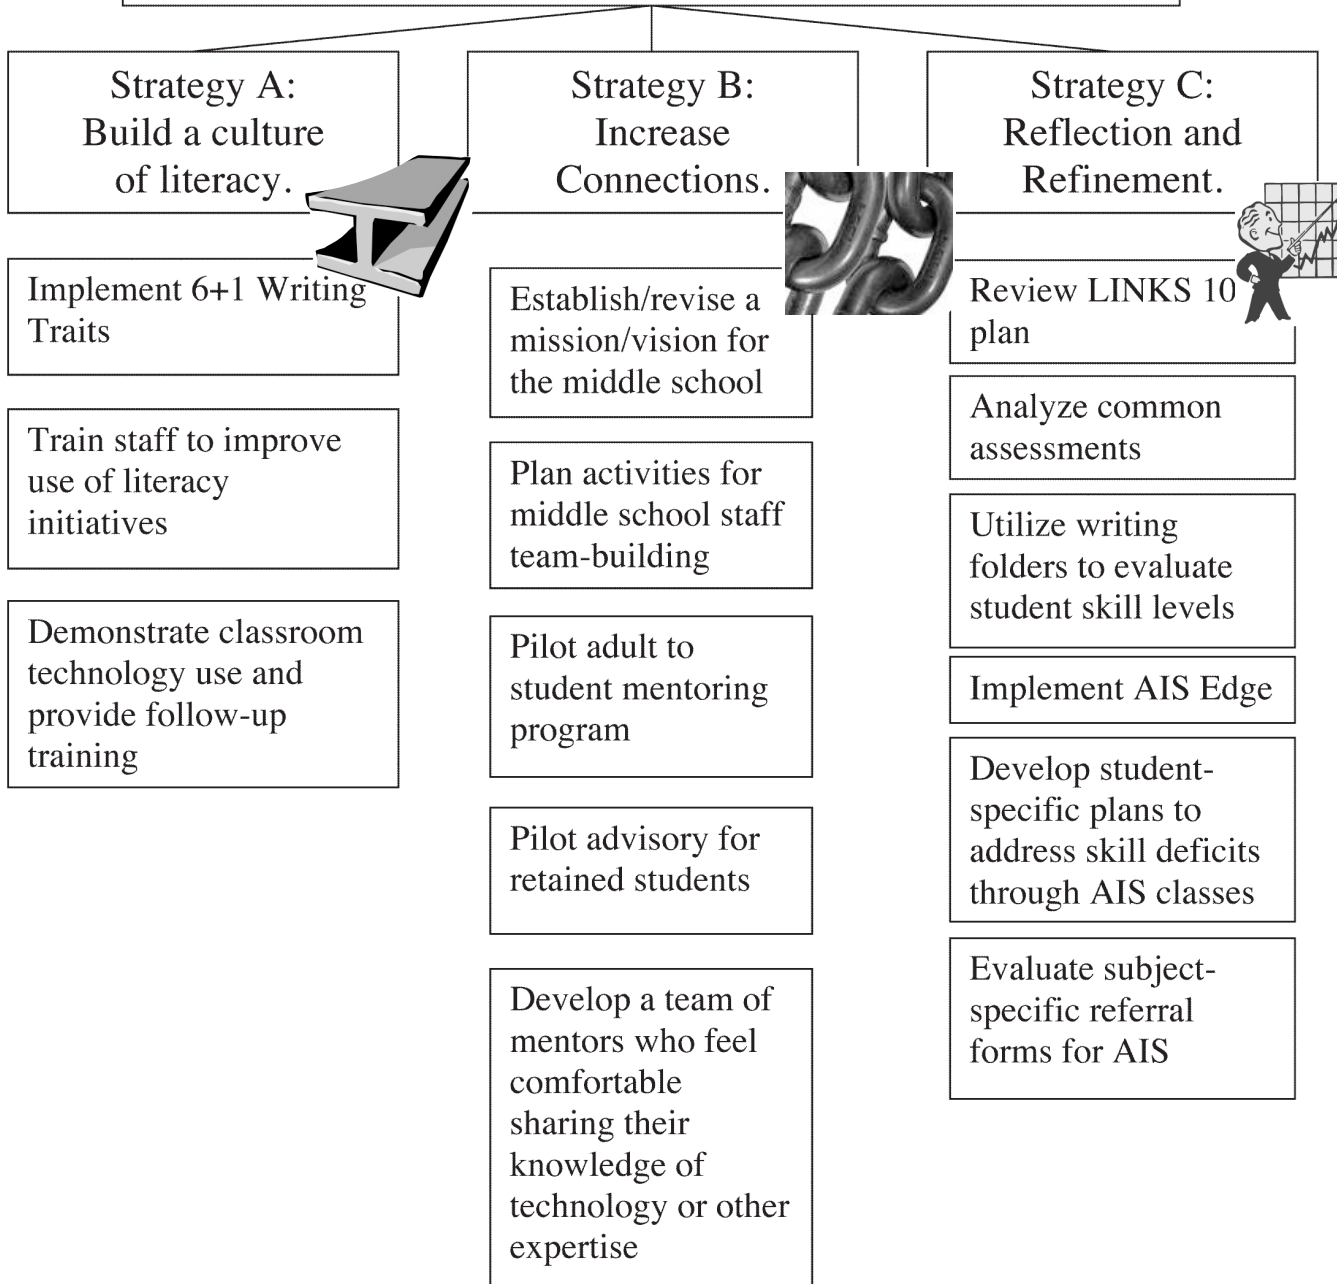 Strategy A:
Build a culture
of literacy.
Implement 6+1 Writing
Traits
Train staff to improve
use of literacy
initiatives
Demonstrate classroom
technology use and
provide follow-up
training
Strategy B:
Increase
Connections.
Establish/revise a
mission/vision for
the middle school
Plan activities for
middle school staff
team-building
Pilot adult to
student mentoring
program
Pilot advisory for
retained students
Develop a team of
mentors who feel
comfortable
sharing their
knowledge of
technology or other
expertise
Strategy C:
Reflection and
Refinement.
Review LINKS 10
plan
Analyze common
assessments
Utilize writing
folders to evaluate
student skill levels
Implement AIS Edge
Develop student-
specific plans to
address skill deficits
through AIS classes
Evaluate subject-
specific referral
forms for AIS